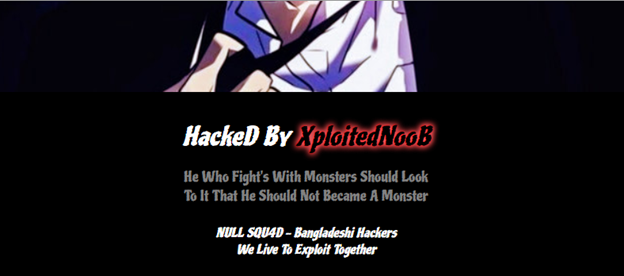 HackeD By XploitedNooB
He Who Fight's With Monsters Should Look
To It That He Should Not Became A Monster
NULL SQU4D - Bangladeshi Hackers
We Live To Exploit Together